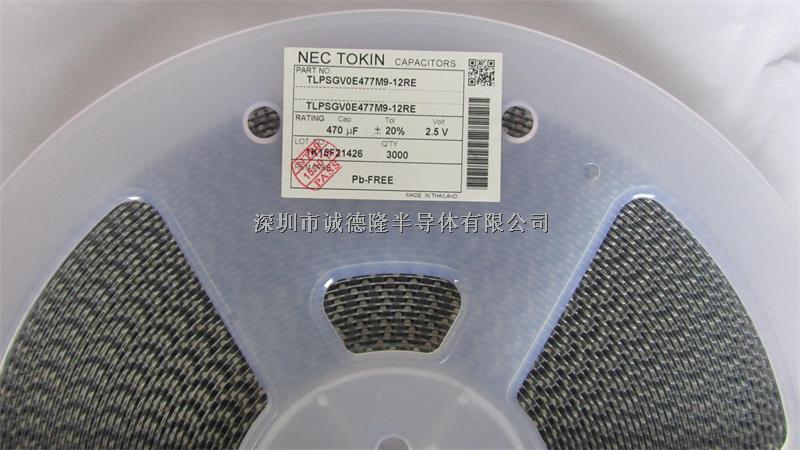 NEC TOKIN CAPACITORS
PART NO.
TLPSGV0E477M9-12RE
TLPSGV0E477M9-12RE
RATING Cap Tol Volt
470 µF ± 20% 2.5 V
LOT Q'TY
1K15F21426 3000
PASS
Pb-FREE
MADE IN THAILAND
深圳市诚德隆半导体有限公司